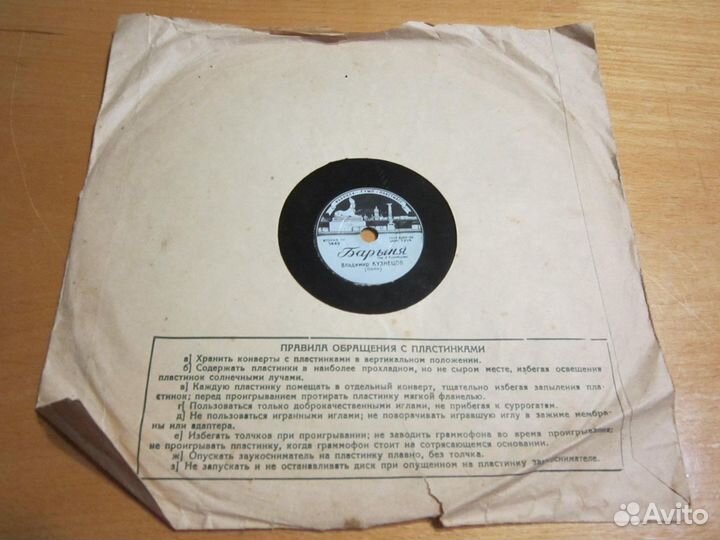 Барыня
Владимир КУЗНЕЦОВ
ПРАВИЛА ОБРАЩЕНИЯ С ПЛАСТИНКАМИ
а] Хранить конверты с пластинками в вертикальном положении.
б] Содержать пластинки в наиболее прохладном, но не сыром месте, избегая освещения
пластинок солнечными лучами.
в] Каждую пластинку помещать в отдельный конверт, тщательно избегая запыления пла-
стинок; перед проигрыванием протирать пластинку мягкой фланелью.
г] Пользоваться только доброкачественными иглами, не прибегая к суррогатам.
д] Не пользоваться игранными иглами; не поворачивать игравшую иглу в зажиме мембра-
ны или адаптера.
е] Избегать толчков при проигрывании; не заводить граммофона во время проигрывания;
не проигрывать пластинку, когда граммофон стоит на сотрясающемся основании.
ж] Опускать звукосниматель на пластинку плавно, без толчка.
з] Не запускать и не останавливать диск при опущенном на пластинку звукоснимателе.
Avito